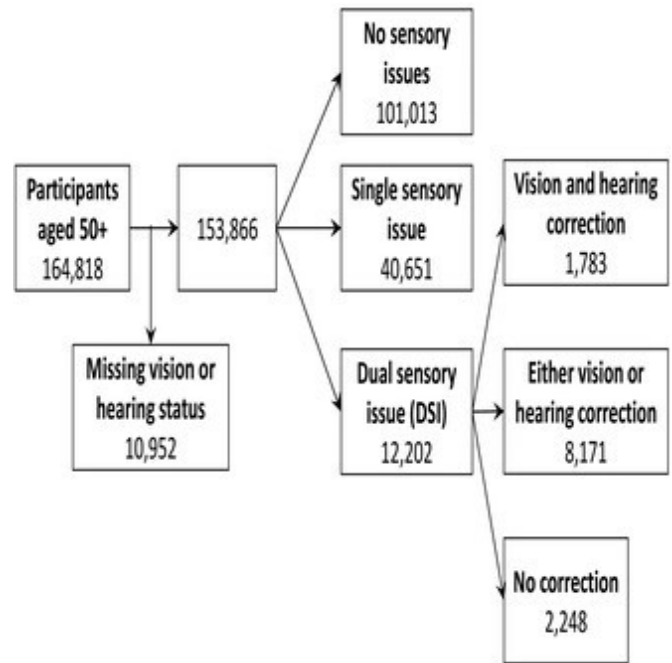 No sensory
issues
101,013
Participants
aged 50+
164,818
153,866
Single sensory
issue
40,651
Vision and hearing
correction
1,783
Missing vision or
hearing status
10,952
Dual sensory
issue (DSI)
12,202
Either vision or
hearing correction
8,171
No correction
2,248